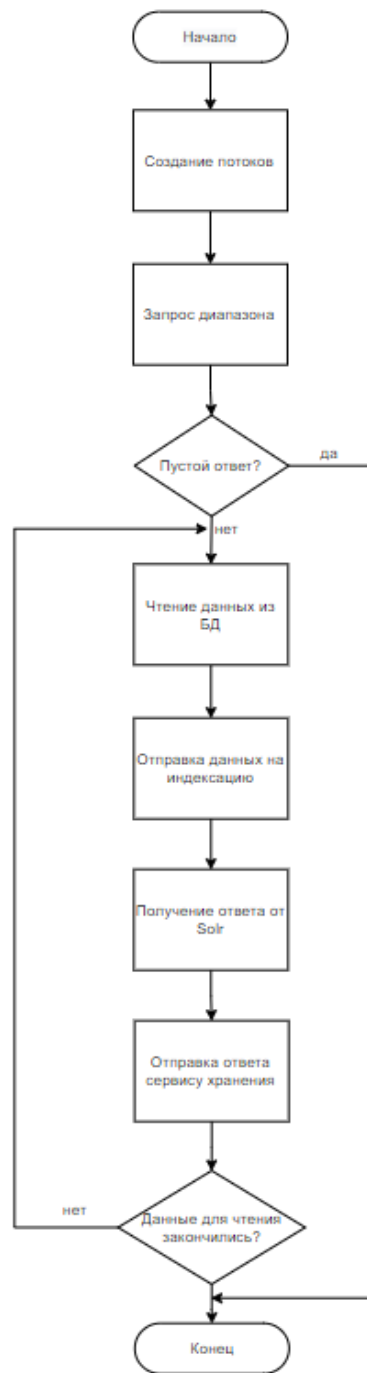 Начало
Создание потоков
Запрос диапазона
Пустой ответ?
да
нет
Чтение данных из
БД
Отправка данных на
индексацию
Получение ответа от
Solr
Отправка ответа
сервису хранения
Данные для чтения
закончились?
нет
Конец